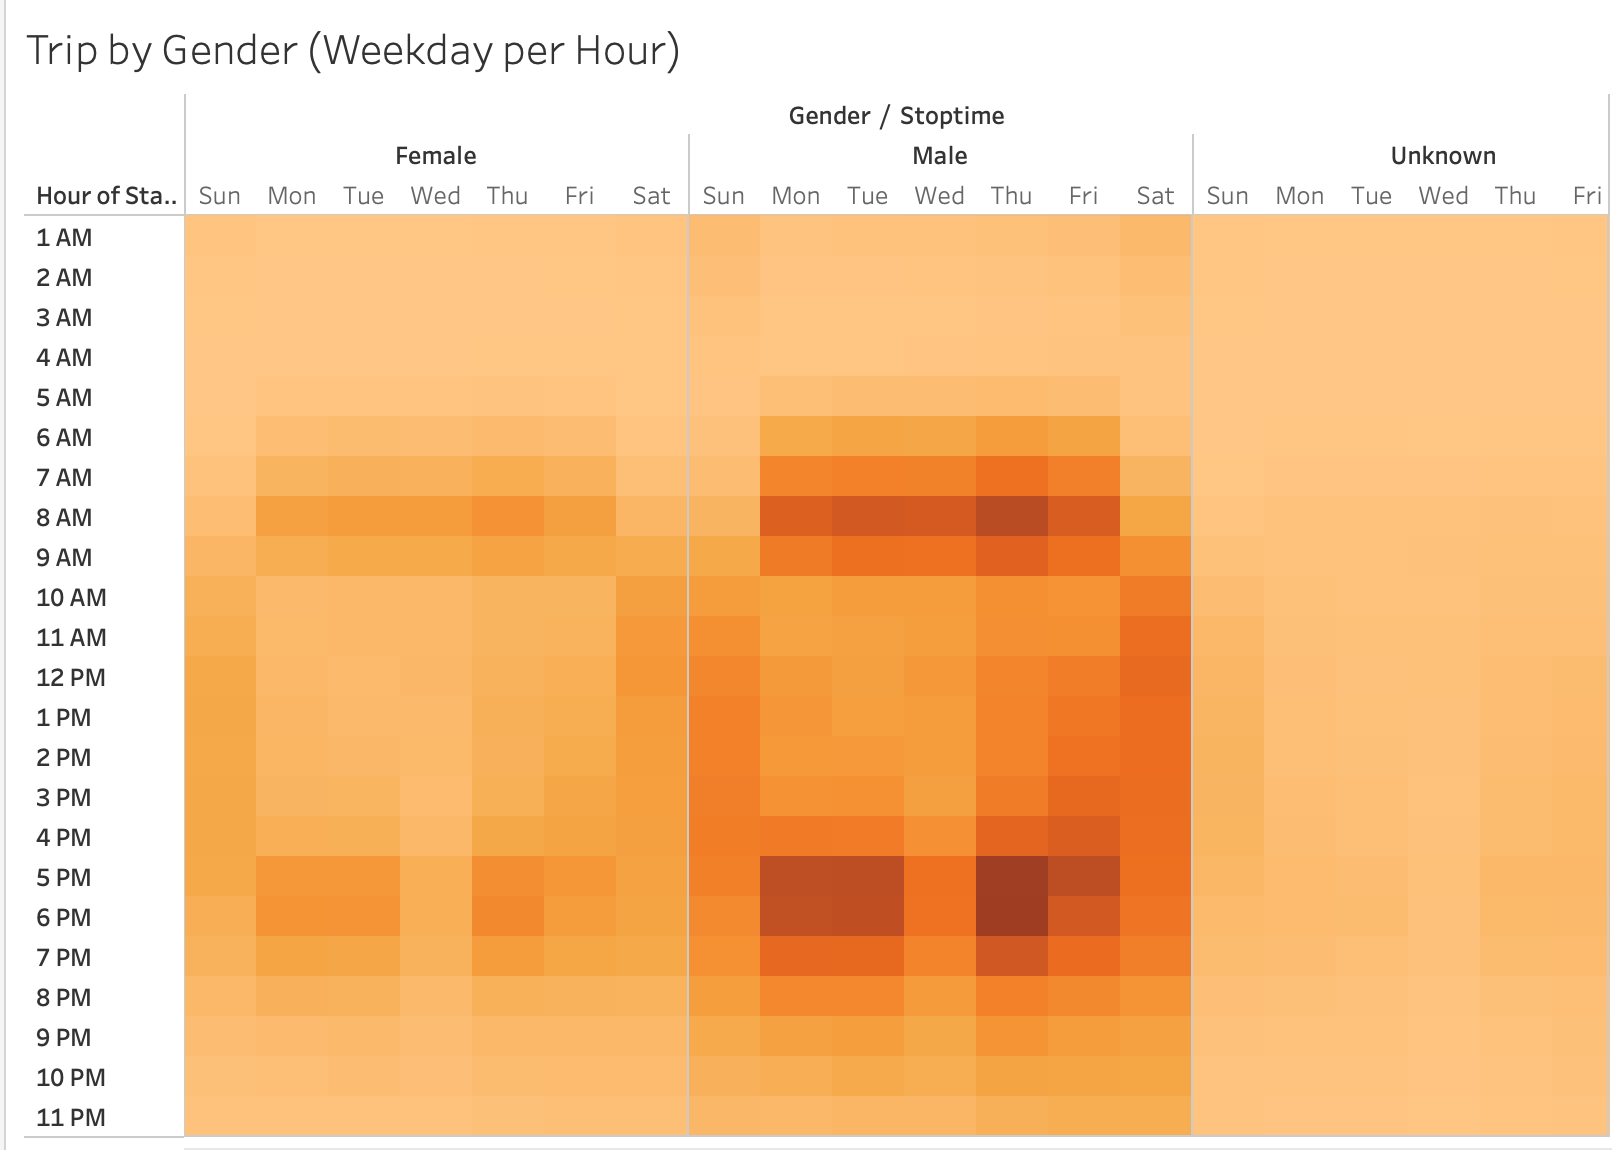 Trip by Gender (Weekday per Hour)
Gender / Stoptime
Female Male Unknown
Hour of Sta.. Sun Mon Tue Wed Thu Fri Sat Sun Mon Tue Wed Thu Fri Sat Sun Mon Tue Wed Thu Fri
1 AM
2 AM
3 AM
4 AM
5 AM
6 AM
7 AM
8 AM
9 AM
10 AM
11 AM
12 PM
1 PM
2 PM
3 PM
4 PM
5 PM
6 PM
7 PM
8 PM
9 PM
10 PM
11 PM